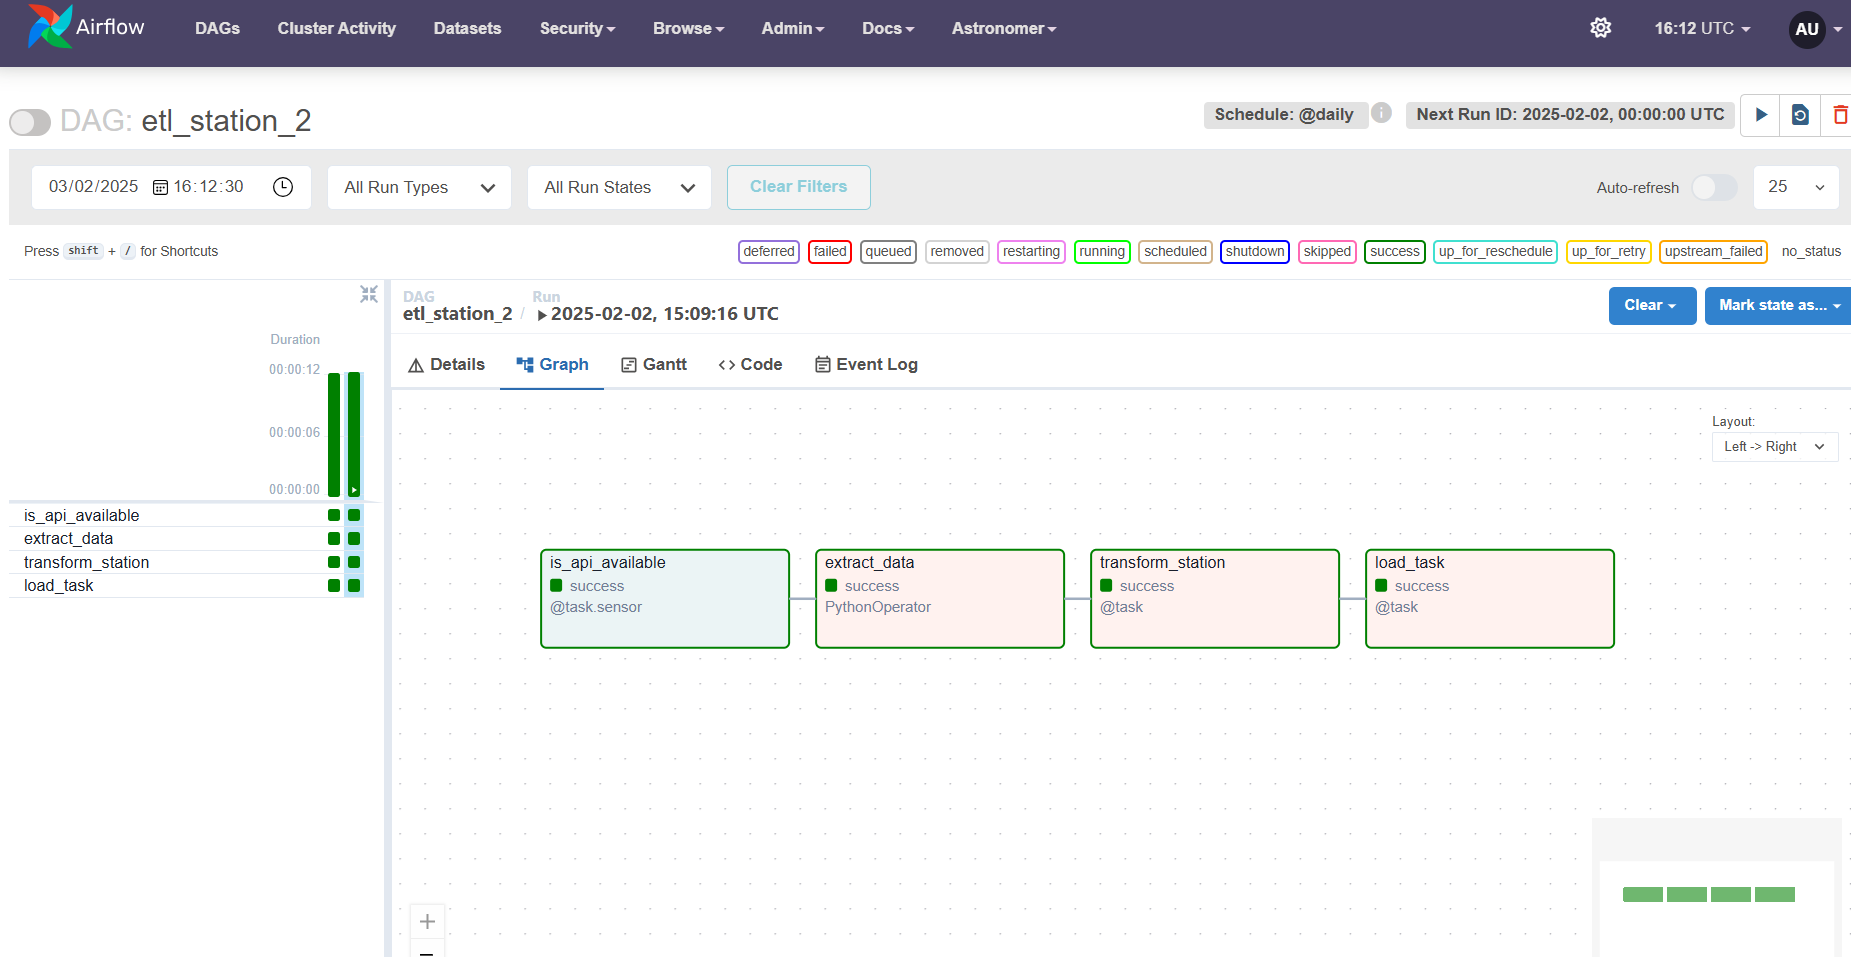 Airflow DAGs Cluster Activity Datasets Security Browse Admin Docs Astronomer 16:12 UTC AU
DAG: etl_station_2 Schedule: @daily Next Run ID: 2025-02-02, 00:00:00 UTC
03/02/2025 16:12:30 All Run Types All Run States Clear Filters Auto-refresh 25
Press shift + / for Shortcuts deferred failed queued removed restarting running scheduled shutdown skipped success up_for_reschedule up_for_retry upstream_failed no_status
DAG Run
etl_station_2 / 2025-02-02, 15:09:16 UTC Clear Mark state as...
Duration
00:00:12
00:00:06
00:00:00
is_api_available
extract_data
transform_station
load_task
Details Graph Gantt Code Event Log
Layout:
Left -> Right
is_api_available
success
@task.sensor
extract_data
success
PythonOperator
transform_station
success
@task
load_task
success
@task